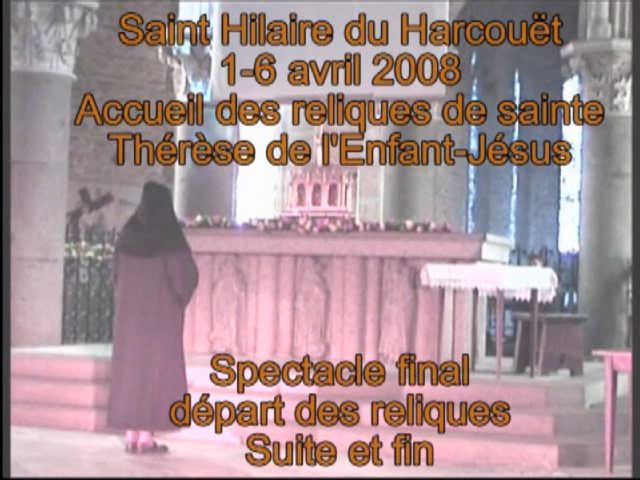 Saint Hilaire du Harcouët
1-6 avril 2008
Accueil des reliques de sainte
Thérèse de l'Enfant-Jésus
Spectacle final
départ des reliques
Suite et fin